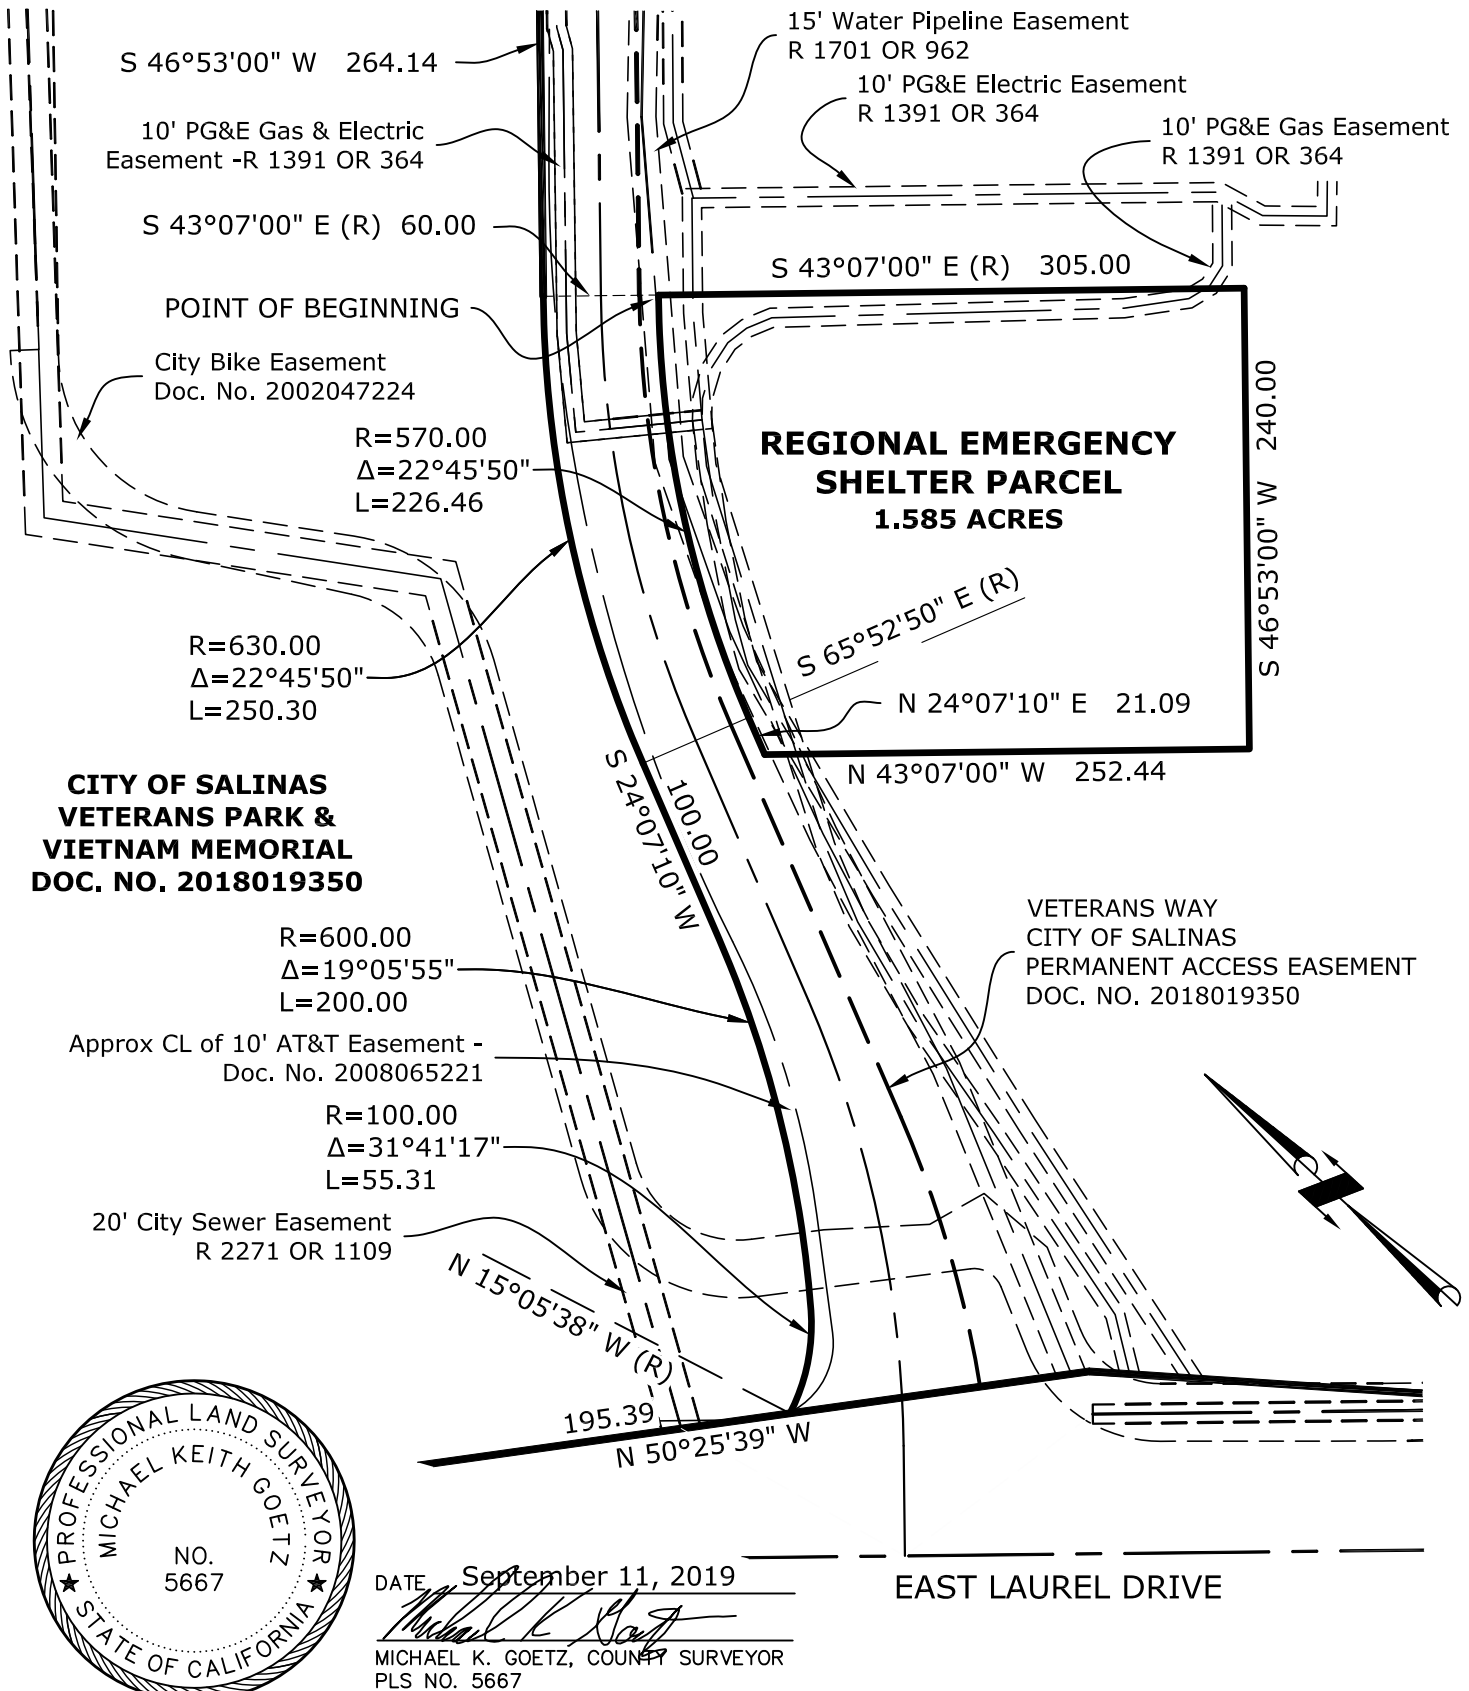 S 46°53'00" W 264.14
15' Water Pipeline Easement
R 1701 OR 962
10' PG&E Electric Easement
R 1391 OR 364
10' PG&E Gas Easement
R 1391 OR 364
10' PG&E Gas & Electric
Easement -R 1391 OR 364
S 43°07'00" E (R) 60.00
S 43°07'00" E (R) 305.00
POINT OF BEGINNING
City Bike Easement
Doc. No. 2002047224
R=570.00
Δ=22°45'50"
L=226.46
REGIONAL EMERGENCY
SHELTER PARCEL
1.585 ACRES
S 46°53'00" W 240.00
S 65°52'50" E (R)
R=630.00
Δ=22°45'50"
L=250.30
N 24°07'10" E 21.09
N 43°07'00" W 252.44
S 24°07'10" W
100.00
CITY OF SALINAS
VETERANS PARK &
VIETNAM MEMORIAL
DOC. NO. 2018019350
R=600.00
Δ=19°05'55"
L=200.00
VETERANS WAY
CITY OF SALINAS
PERMANENT ACCESS EASEMENT
DOC. NO. 2018019350
Approx CL of 10' AT&T Easement -
Doc. No. 2008065221
R=100.00
Δ=31°41'17"
L=55.31
20' City Sewer Easement
R 2271 OR 1109
N 15°05'38" W (R)
195.39
N 50°25'39" W
PROFESSIONAL LAND SURVEYOR
MICHAEL KEITH GOETZ
NO.
5667
STATE OF CALIFORNIA
DATE September 11, 2019
Michael K Goetz
MICHAEL K. GOETZ, COUNTY SURVEYOR
PLS NO. 5667
EAST LAUREL DRIVE